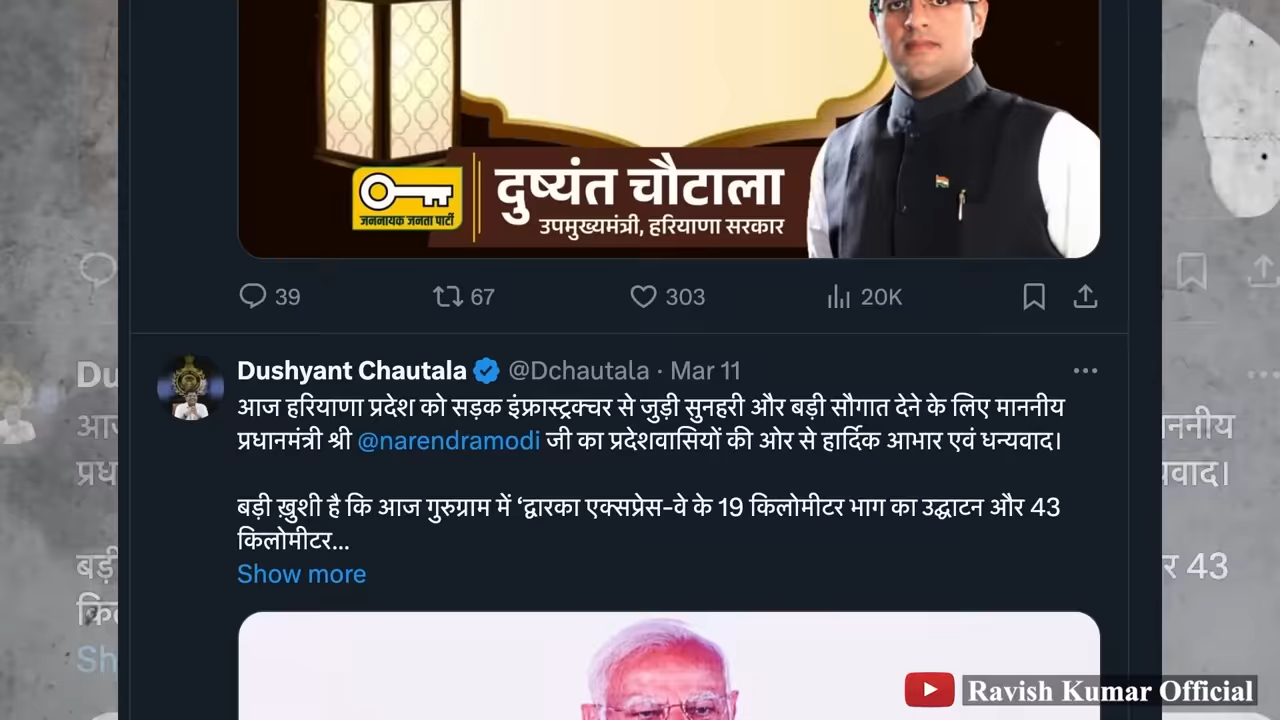 जननायक जनता पार्टी
दुष्यंत चौटाला
उपमुख्यमंत्री, हरियाणा सरकार
39 67 303 20K
Dushyant Chautala @Dchautala · Mar 11
आज हरियाणा प्रदेश को सड़क इंफ्रास्ट्रक्चर से जुड़ी सुनहरी और बड़ी सौगात देने के लिए माननीय
प्रधानमंत्री श्री @narendramodi जी का प्रदेशवासियों की ओर से हार्दिक आभार एवं धन्यवाद।
बड़ी ख़ुशी है कि आज गुरुग्राम में ‘द्वारका एक्सप्रेस-वे के 19 किलोमीटर भाग का उद्घाटन और 43
किलोमीटर...
Show more
Ravish Kumar Official